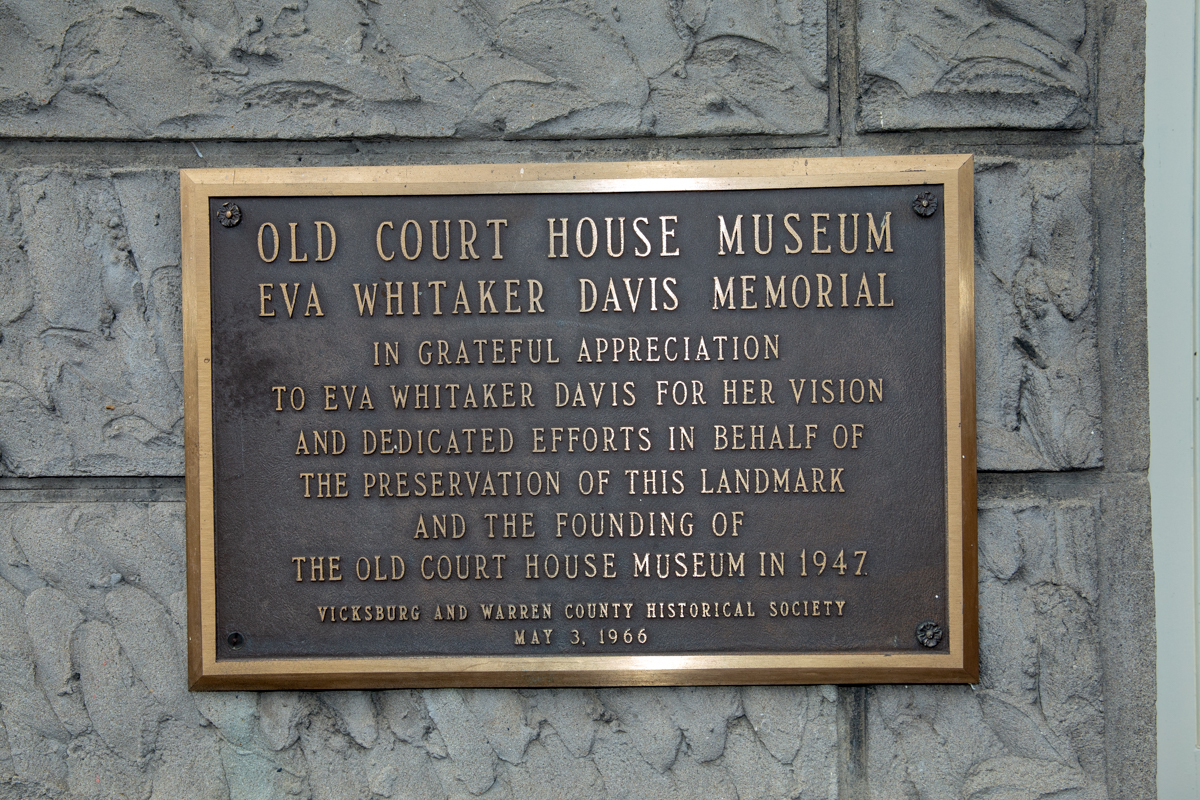 OLD COURT HOUSE MUSEUM
EVA WHITAKER DAVIS MEMORIAL
IN GRATEFUL APPRECIATION
TO EVA WHITAKER DAVIS FOR HER VISION
AND DEDICATED EFFORTS IN BEHALF OF
THE PRESERVATION OF THIS LANDMARK
AND THE FOUNDING OF
THE OLD COURT HOUSE MUSEUM IN 1947.
VICKSBURG AND WARREN COUNTY HISTORICAL SOCIETY
MAY 3, 1966